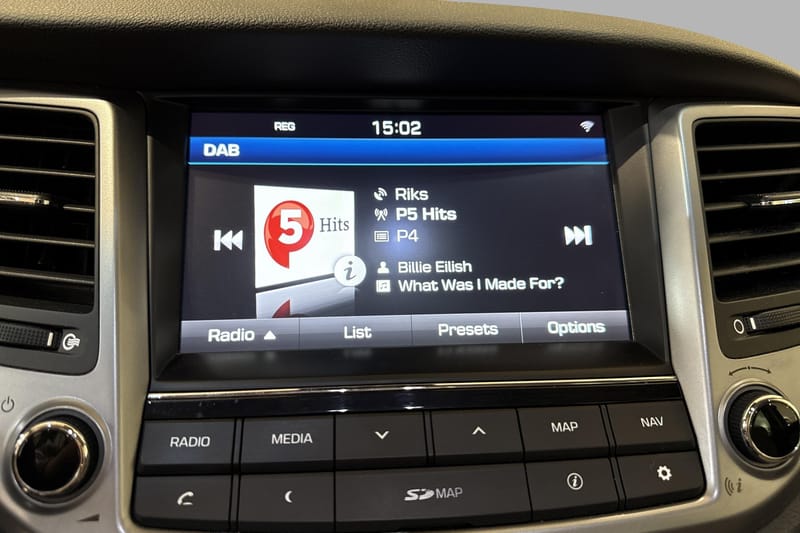 REG 15:02
DAB
5 Hits
Riks
P5 Hits
P4
i
Billie Eilish
What Was I Made For?
Radio List Presets Options
RADIO MEDIA MAP NAV
SD MAP i
i